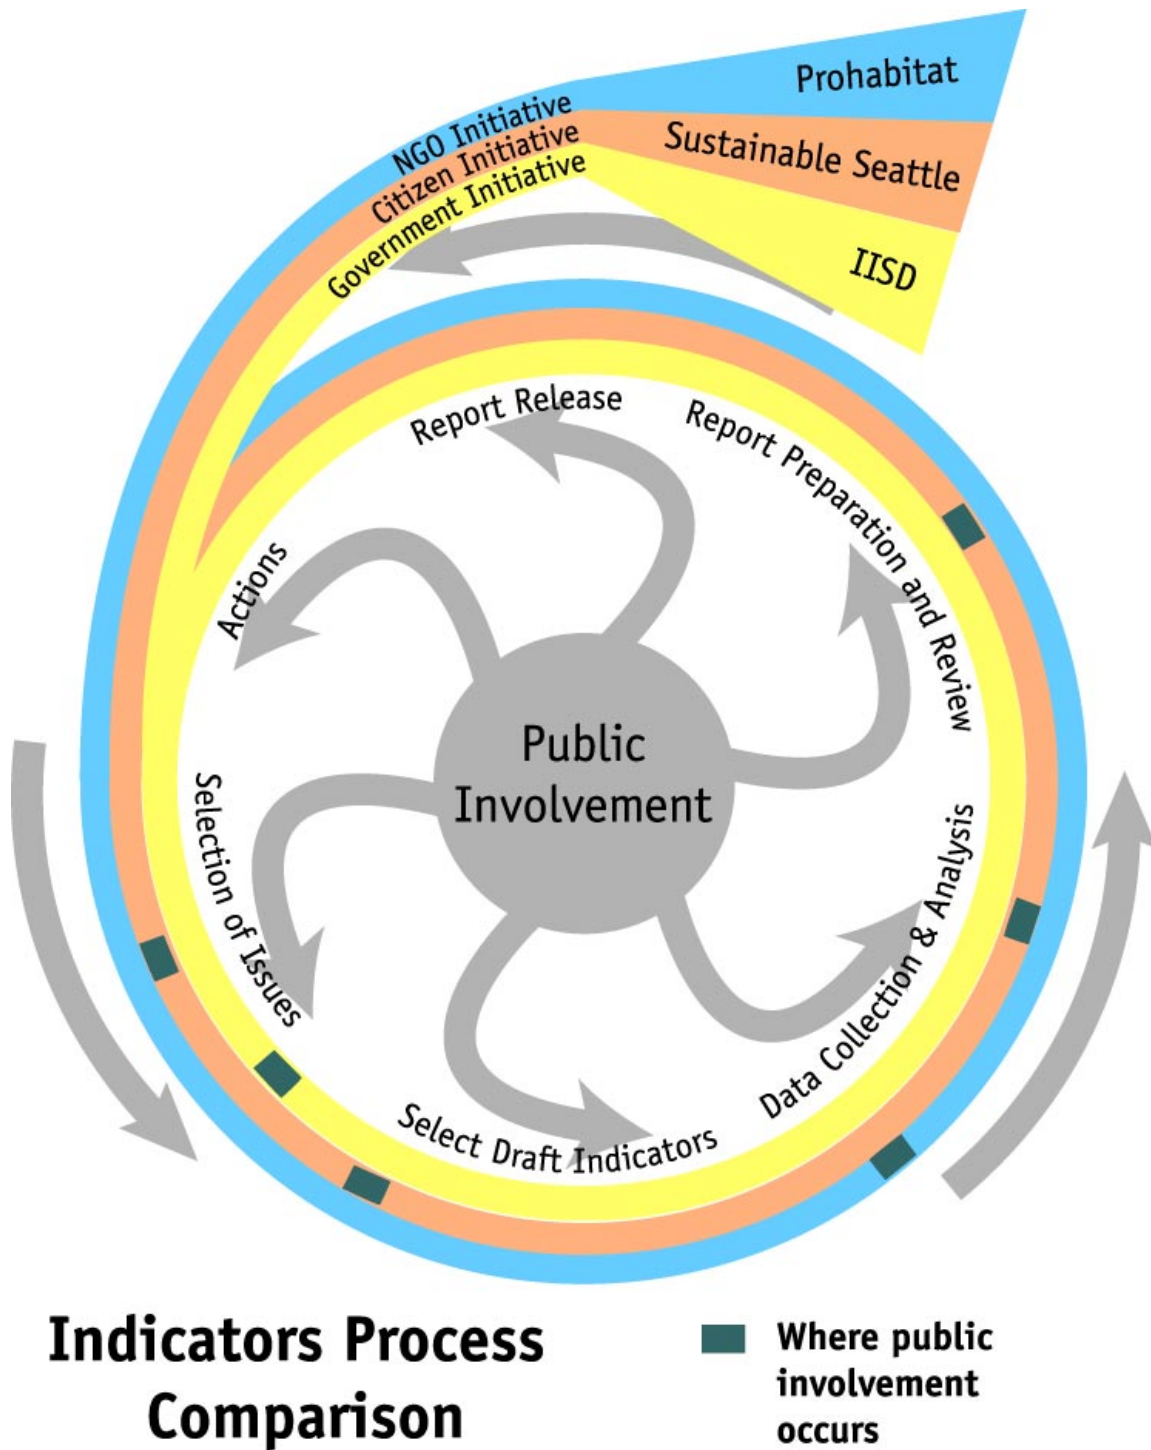 Prohabitat
Sustainable Seattle
IISD
NGO Initiative
Citizen Initiative
Government Initiative
Report Release
Report Preparation and Review
Actions
Public
Involvement
Selection of Issues
Data Collection & Analysis
Select Draft Indicators
Indicators Process
Comparison
Where public
involvement
occurs